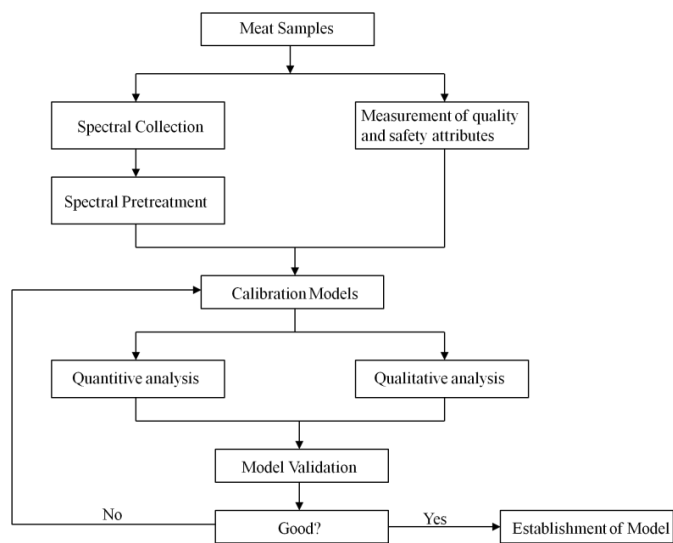 Meat Samples
Spectral Collection
Measurement of quality
and safety attributes
Spectral Pretreatment
Calibration Models
Quantitive analysis
Qualitative analysis
Model Validation
No
Good?
Yes
Establishment of Model